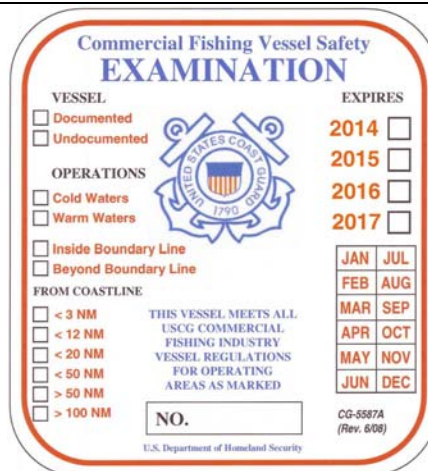 Commercial Fishing Vessel Safety
EXAMINATION
VESSEL
Documented
Undocumented
OPERATIONS
Cold Waters
Warm Waters
Inside Boundary Line
Beyond Boundary Line
FROM COASTLINE
< 3 NM
< 12 NM
< 20 NM
< 50 NM
> 50 NM
> 100 NM
UNITED STATES COAST GUARD
1790
THIS VESSEL MEETS ALL
USCG COMMERCIAL
FISHING INDUSTRY
VESSEL REGULATIONS
FOR OPERATING
AREAS AS MARKED
NO.
EXPIRES
2014
2015
2016
2017
JAN JUL
FEB AUG
MAR SEP
APR OCT
MAY NOV
JUN DEC
CG-5587A
(Rev. 6/08)
U.S. Department of Homeland Security